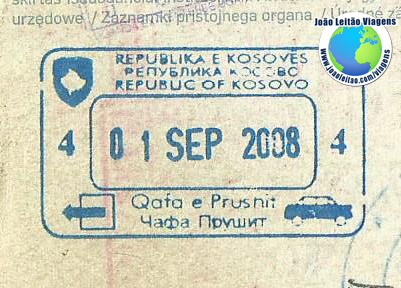 urzędowe / Zaznamki pristojnega organa /
João Leitão Viagens
www.joaoleitao.com/viagens
REPUBLIKA E KOSOVËS
РЕПУБЛИКА КОСОВО
REPUBLIC OF KOSOVO
4 01 SEP 2008 4
Qafa e Prushit
Чафа Прушит